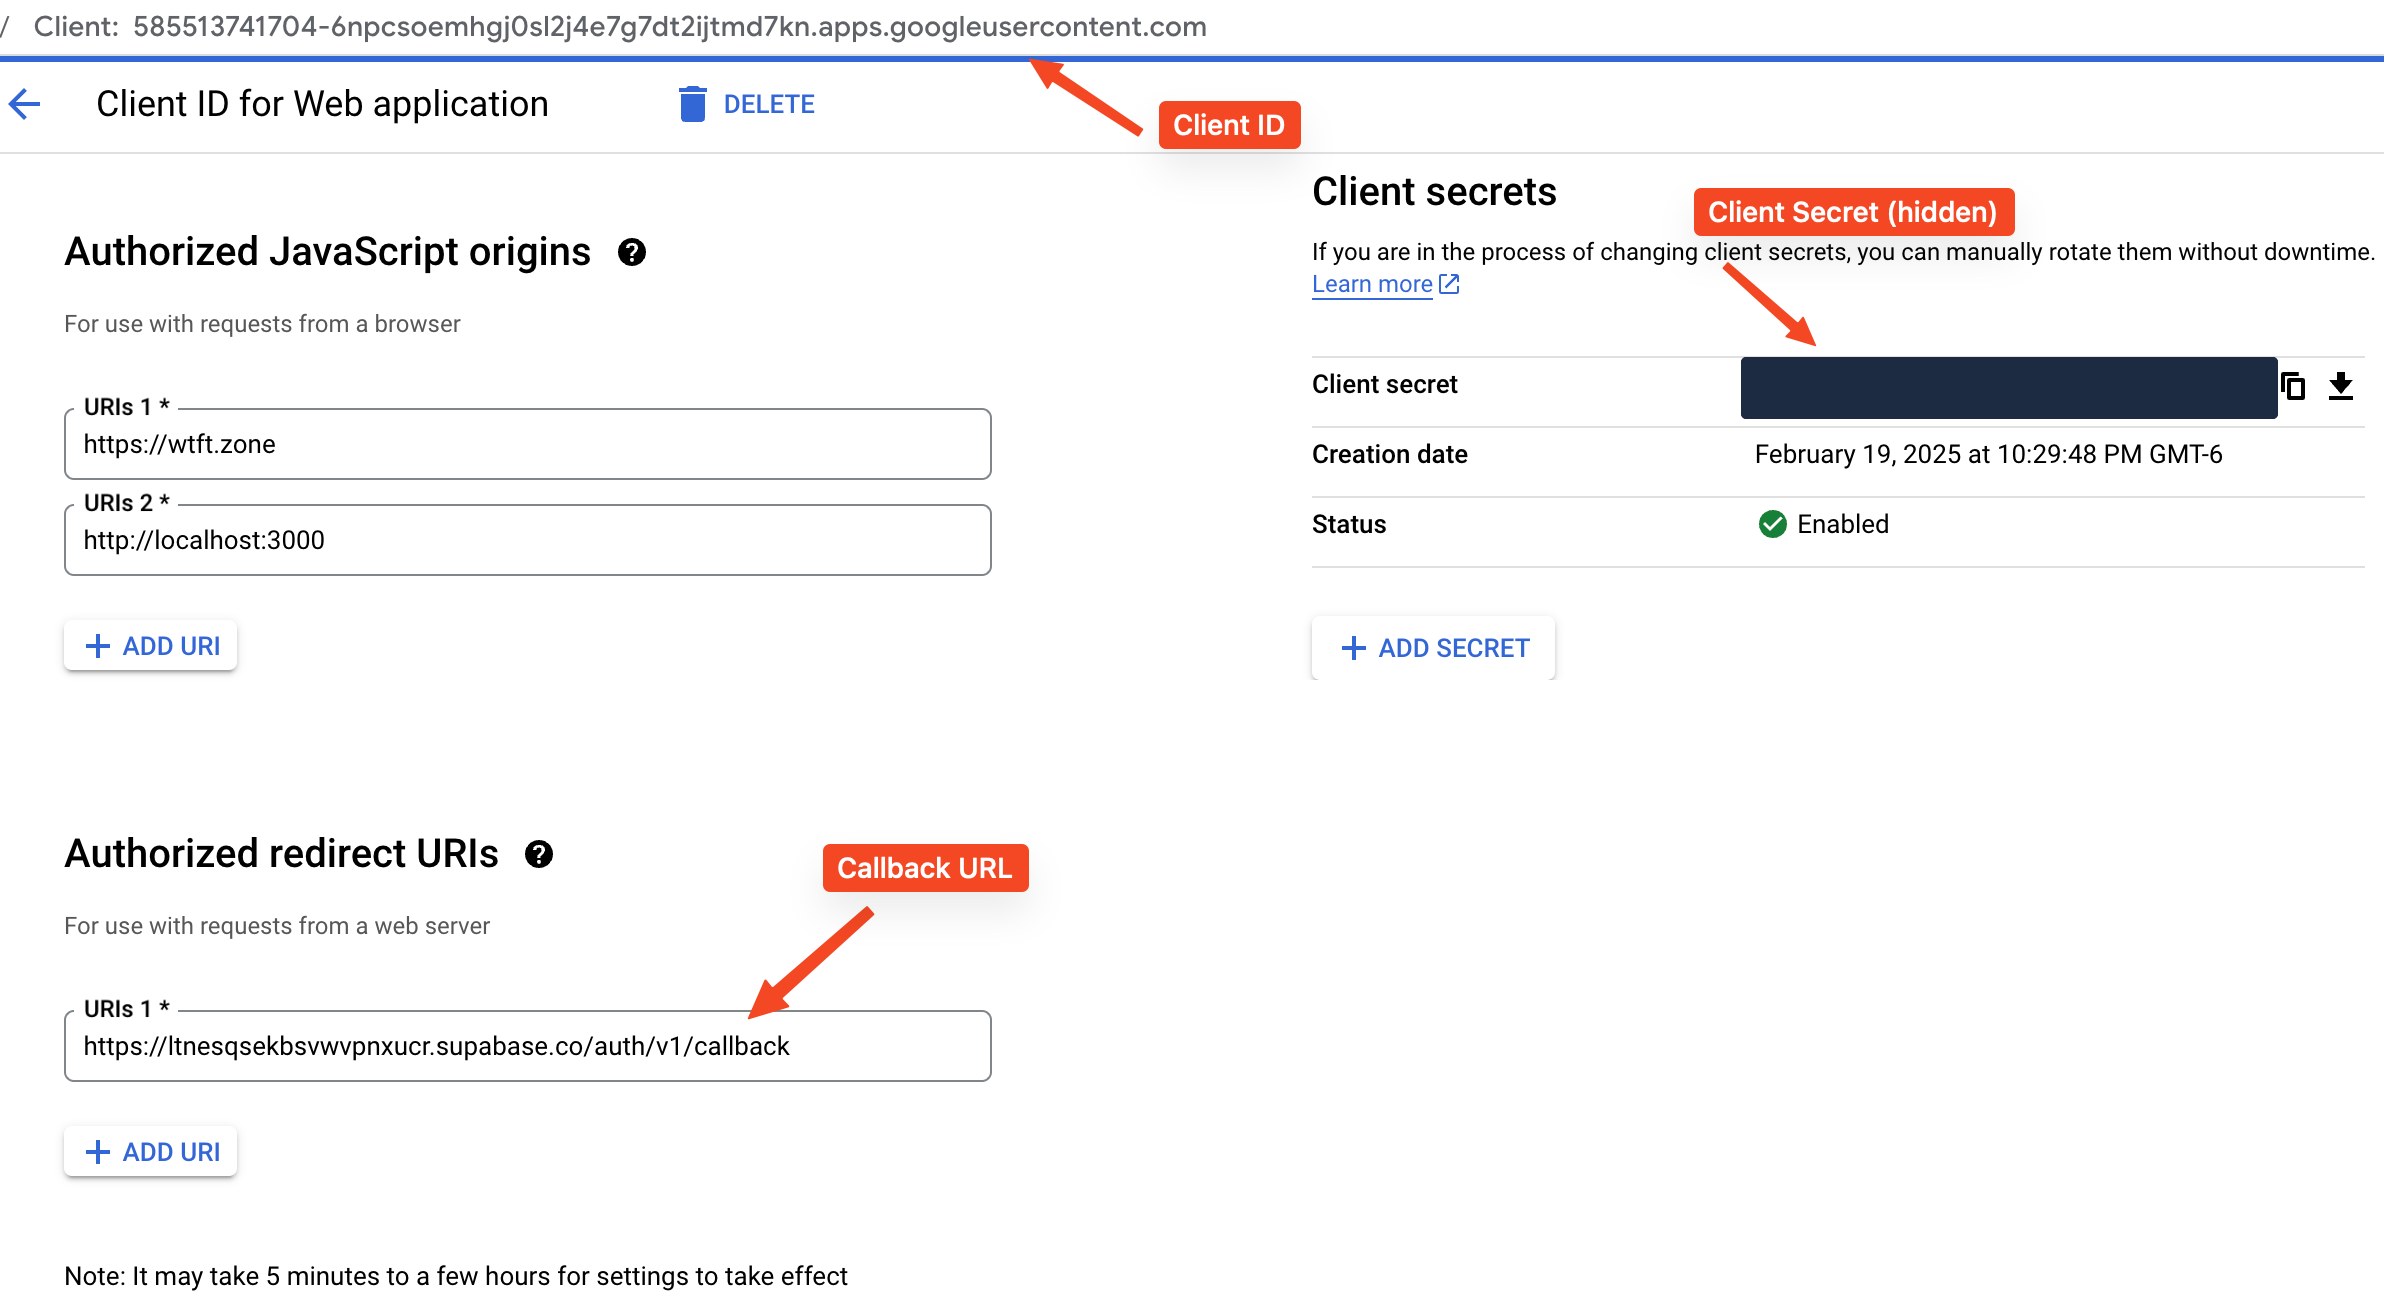 / Client: 585513741704-6npcsoemhgj0sl2j4e7g7dt2ijtmd7kn.apps.googleusercontent.com
Client ID for Web application
DELETE
Client ID
Authorized JavaScript origins
For use with requests from a browser
URIs 1 *
https://wtft.zone
URIs 2 *
http://localhost:3000
ADD URI
Client secrets
Client Secret (hidden)
If you are in the process of changing client secrets, you can manually rotate them without downtime.
Learn more
Client secret
Creation date February 19, 2025 at 10:29:48 PM GMT-6
Status Enabled
ADD SECRET
Authorized redirect URIs
Callback URL
For use with requests from a web server
URIs 1 *
https://ltnesqsekbsvwvpnxucr.supabase.co/auth/v1/callback
ADD URI
Note: It may take 5 minutes to a few hours for settings to take effect